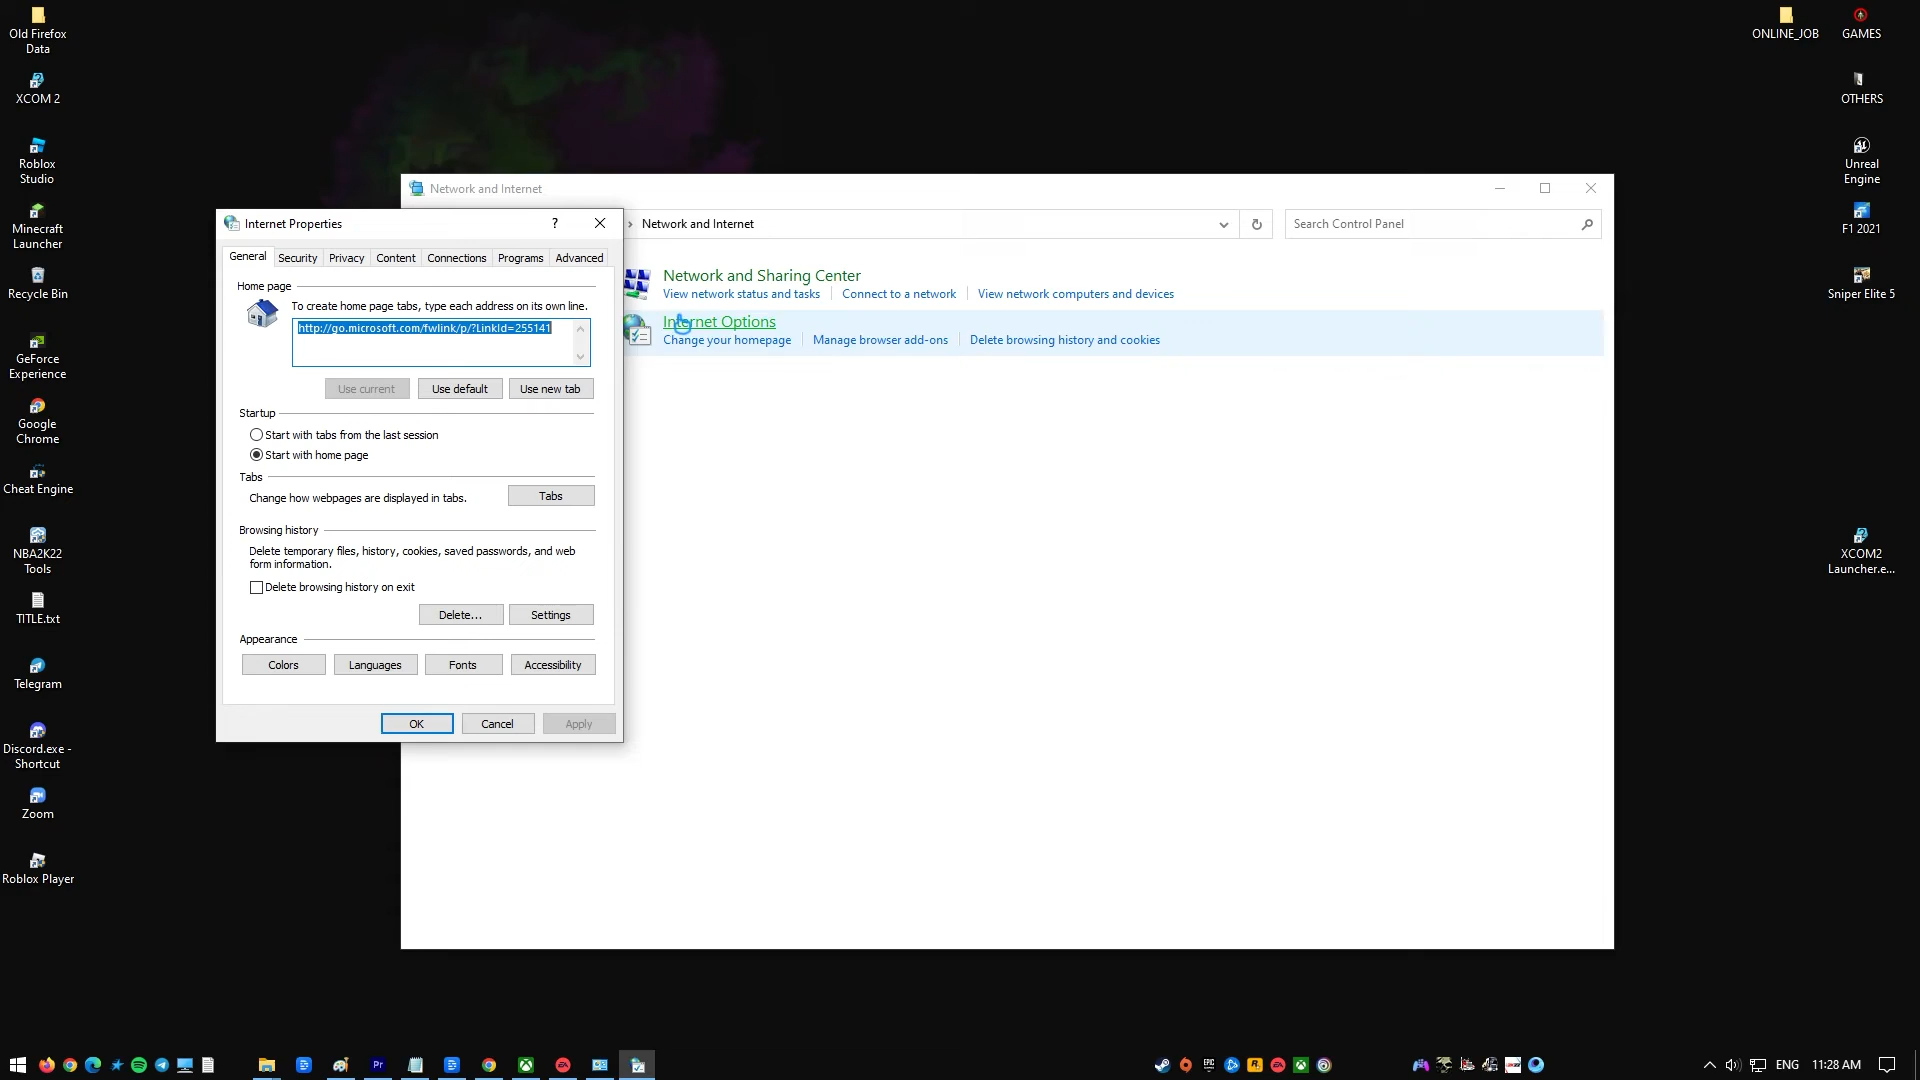 Old Firefox
Data
XCOM 2
Roblox
Studio
Minecraft
Launcher
Recycle Bin
GeForce
Experience
Google
Chrome
Cheat Engine
NBA2K22
Tools
TITLE.txt
Telegram
Discord.exe -
Shortcut
Zoom
Roblox Player
ONLINE_JOB
GAMES
OTHERS
Unreal
Engine
F1 2021
Sniper Elite 5
XCOM2
Launcher.e...
Network and Internet
Network and Internet
Search Control Panel
Network and Sharing Center
View network status and tasks
Connect to a network
View network computers and devices
Internet Options
Change your homepage
Manage browser add-ons
Delete browsing history and cookies
Internet Properties
?
General
Security
Privacy
Content
Connections
Programs
Advanced
Home page
To create home page tabs, type each address on its own line.
http://go.microsoft.com/fwlink/p/?LinkId=255141
Use current
Use default
Use new tab
Startup
Start with tabs from the last session
Start with home page
Tabs
Change how webpages are displayed in tabs.
Tabs
Browsing history
Delete temporary files, history, cookies, saved passwords, and web
form information.
Delete browsing history on exit
Delete...
Settings
Appearance
Colors
Languages
Fonts
Accessibility
OK
Cancel
Apply
Pr
ENG
11:28 AM